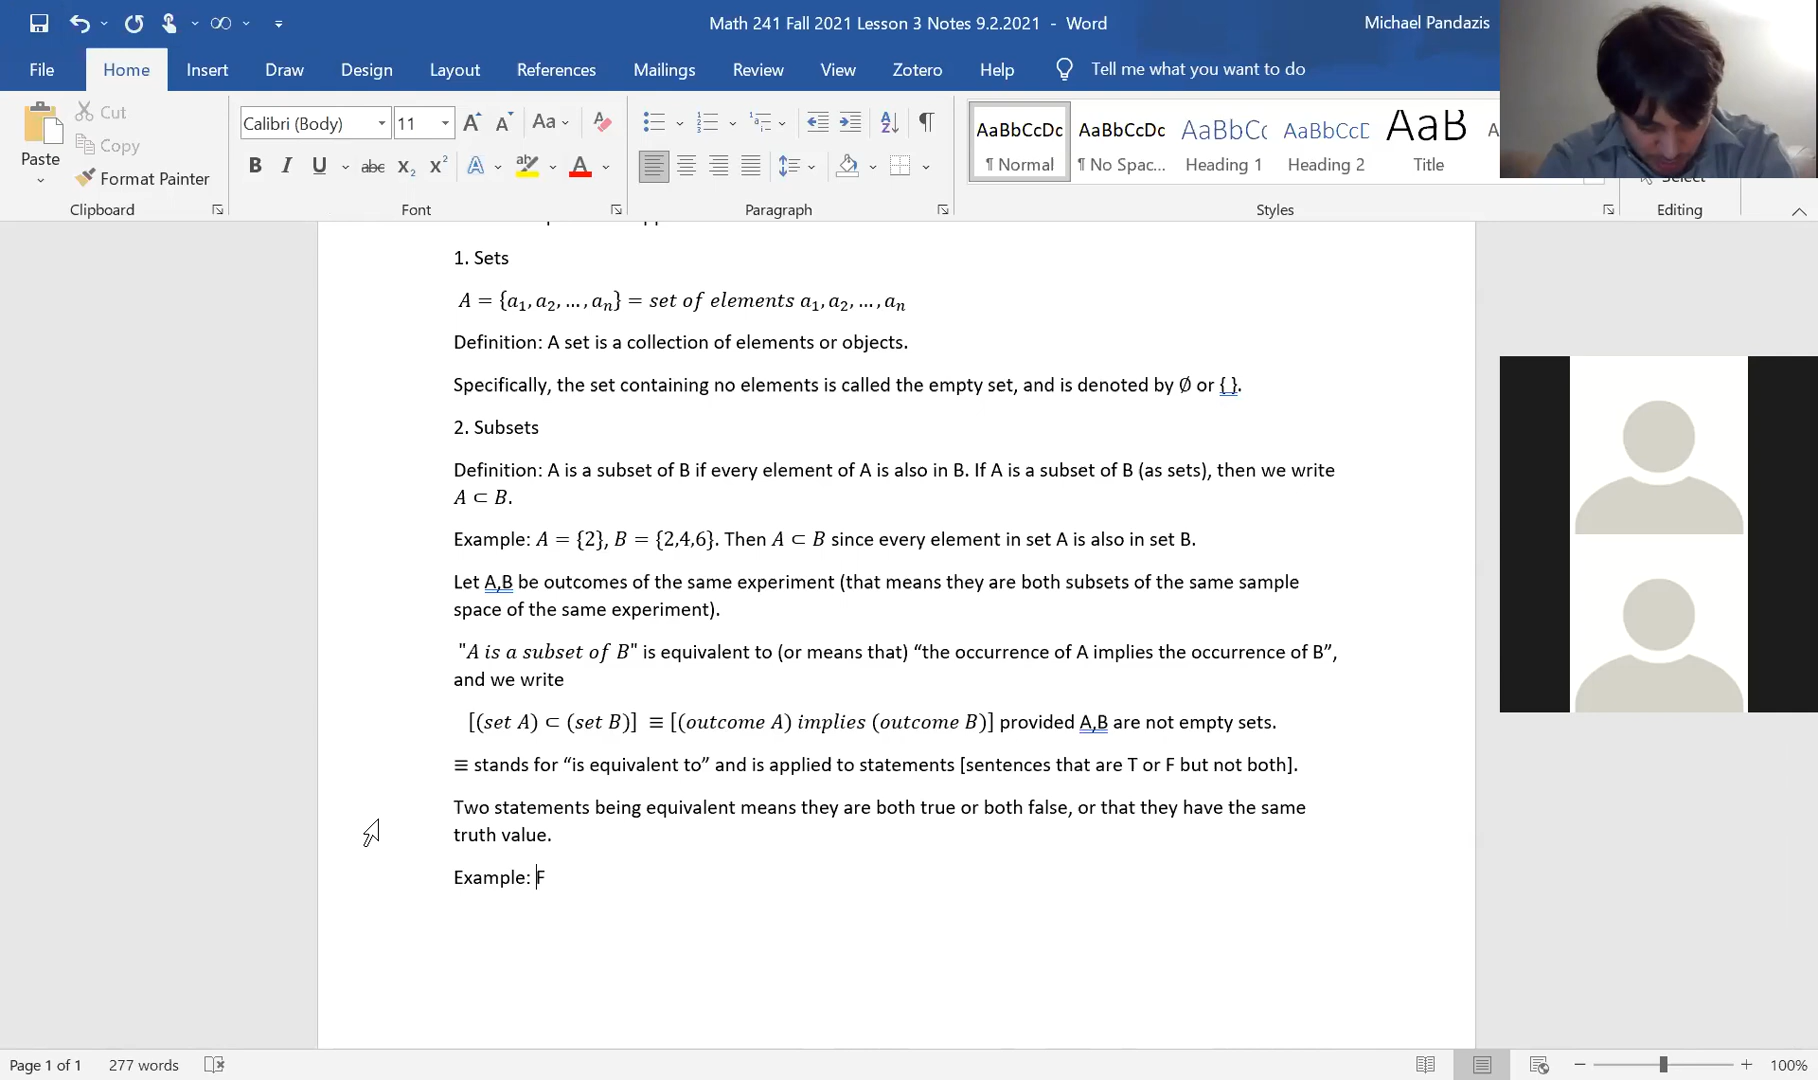 Math 241 Fall 2021 Lesson 3 Notes 9.2.2021 - Word
Michael Pandazis
File Home Insert Draw Design Layout References Mailings Review View Zotero Help Tell me what you want to do
Paste
Cut
Copy
Format Painter
Calibri (Body) 11
AaBbCcDc AaBbCcDc AaBbCc AaBbCcD AaB
¶ Normal ¶ No Spac... Heading 1 Heading 2 Title
Select
Clipboard Font Paragraph Styles Editing
1. Sets
A = {a₁, a₂, … , aₙ} = set of elements a₁, a₂, … , aₙ
Definition: A set is a collection of elements or objects.
Specifically, the set containing no elements is called the empty set, and is denoted by ∅ or { }.
2. Subsets
Definition: A is a subset of B if every element of A is also in B. If A is a subset of B (as sets), then we write
A ⊂ B.
Example: A = {2}, B = {2,4,6}. Then A ⊂ B since every element in set A is also in set B.
Let A,B be outcomes of the same experiment (that means they are both subsets of the same sample
space of the same experiment).
"A is a subset of B" is equivalent to (or means that) “the occurrence of A implies the occurrence of B”,
and we write
[(set A) ⊂ (set B)] ≡ [(outcome A) implies (outcome B)] provided A,B are not empty sets.
≡ stands for “is equivalent to” and is applied to statements [sentences that are T or F but not both].
Two statements being equivalent means they are both true or both false, or that they have the same
truth value.
Example: F
Page 1 of 1 277 words 100%